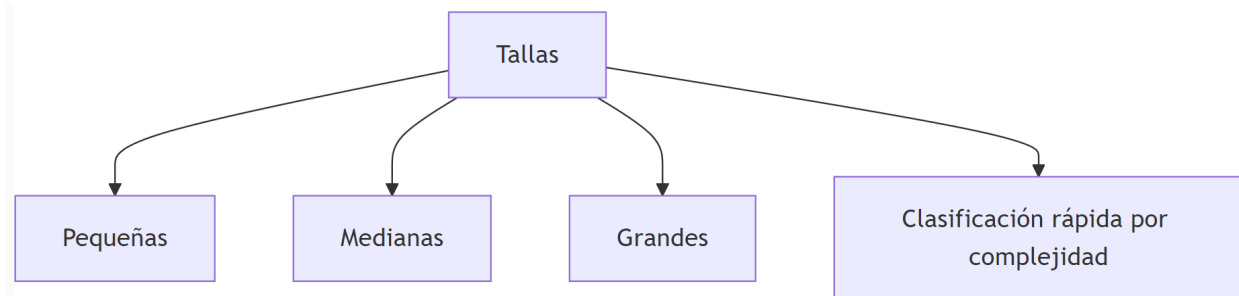 Tallas
Pequeñas
Medianas
Grandes
Clasificación rápida por
complejidad